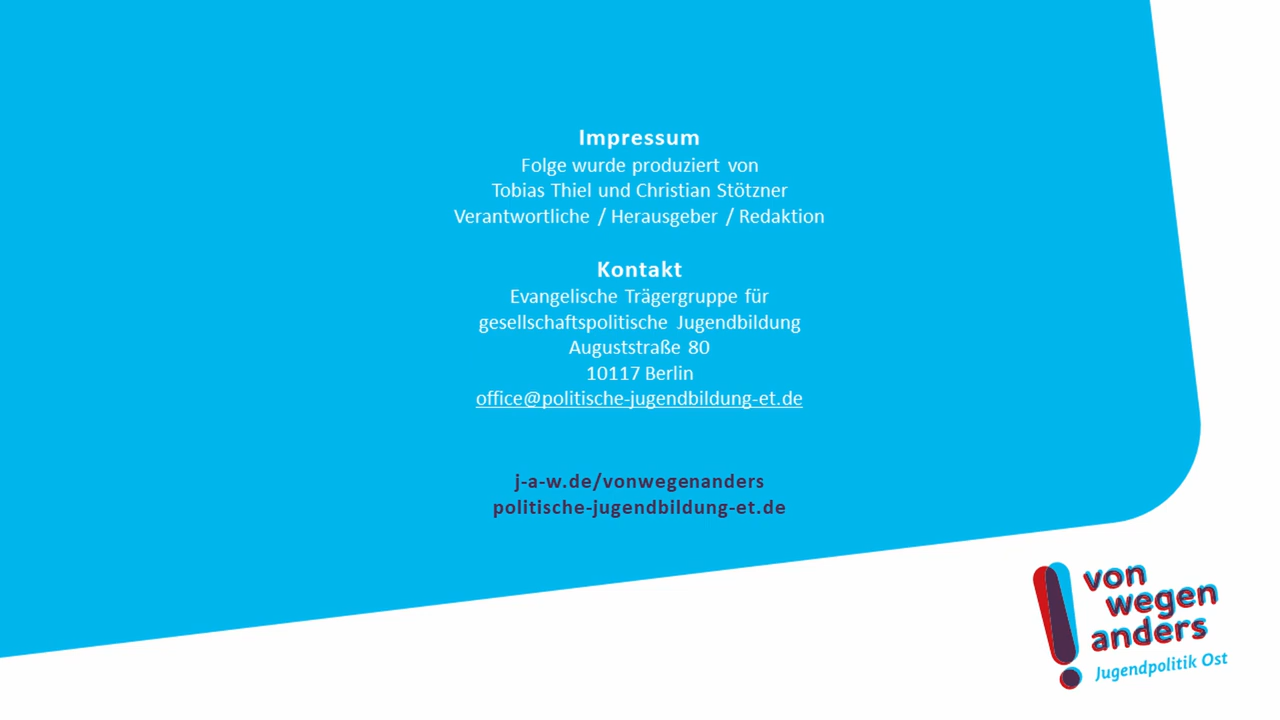 Impressum
Folge wurde produziert von
Tobias Thiel und Christian Stötzner
Verantwortliche / Herausgeber / Redaktion
Kontakt
Evangelische Trägergruppe für
gesellschaftspolitische Jugendbildung
Auguststraße 80
10117 Berlin
office@politische-jugendbildung-et.de
j-a-w.de/vonwegenanders
politische-jugendbildung-et.de
von
wegen
anders
Jugendpolitik Ost